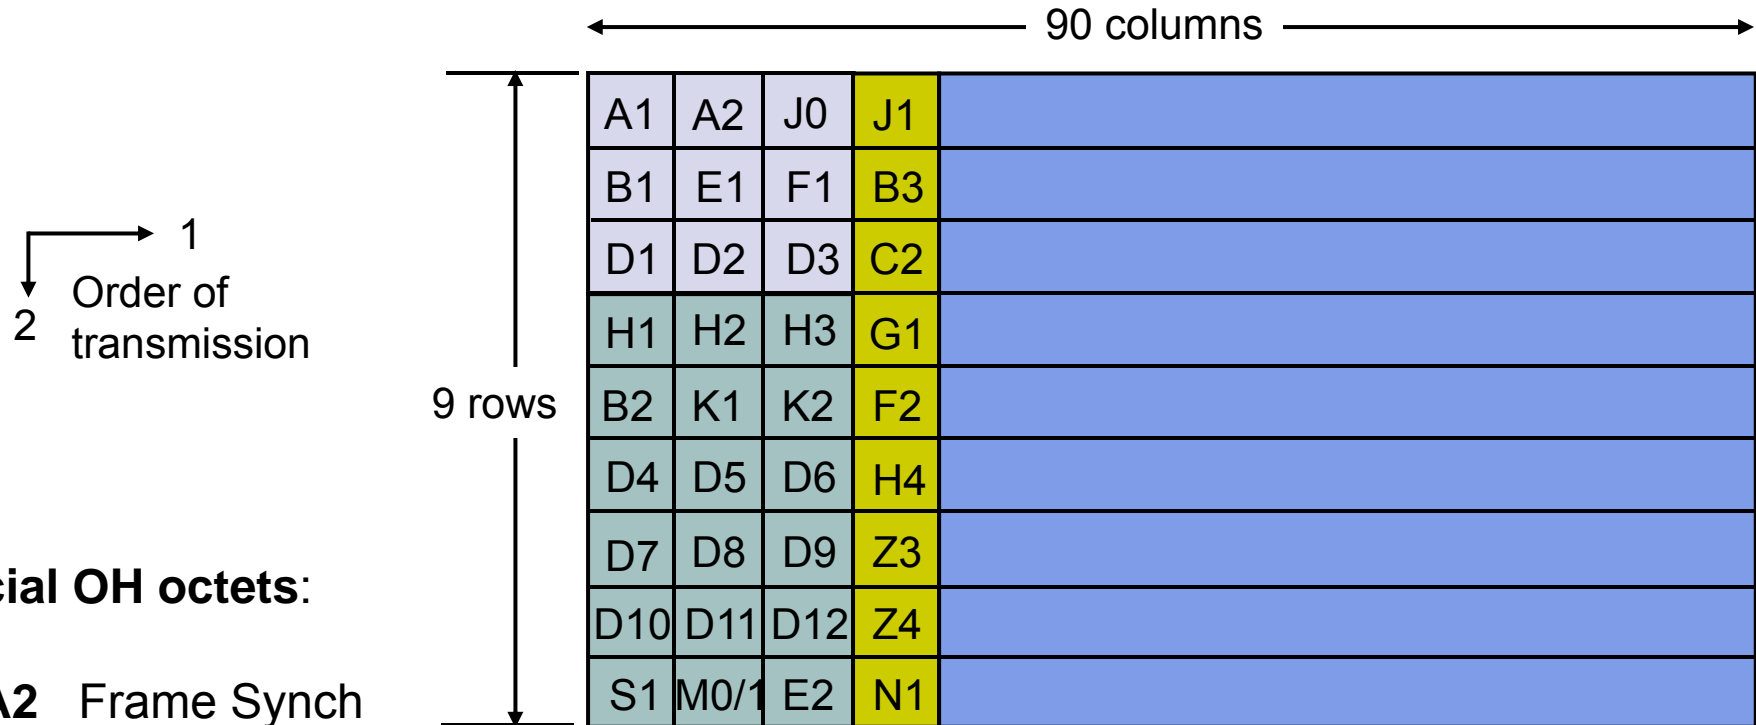 90 columns
A1 A2 J0 J1
B1 E1 F1 B3
1
D1 D2 D3 C2
Order of
2
transmission
H1 H2 H3 G1
9 rows
B2 K1 K2 F2
D4 D5 D6 H4
D7 D8 D9 Z3
cial OH octets:
D10 D11 D12 Z4
A2 Frame Synch
S1 M0/1 E2 N1